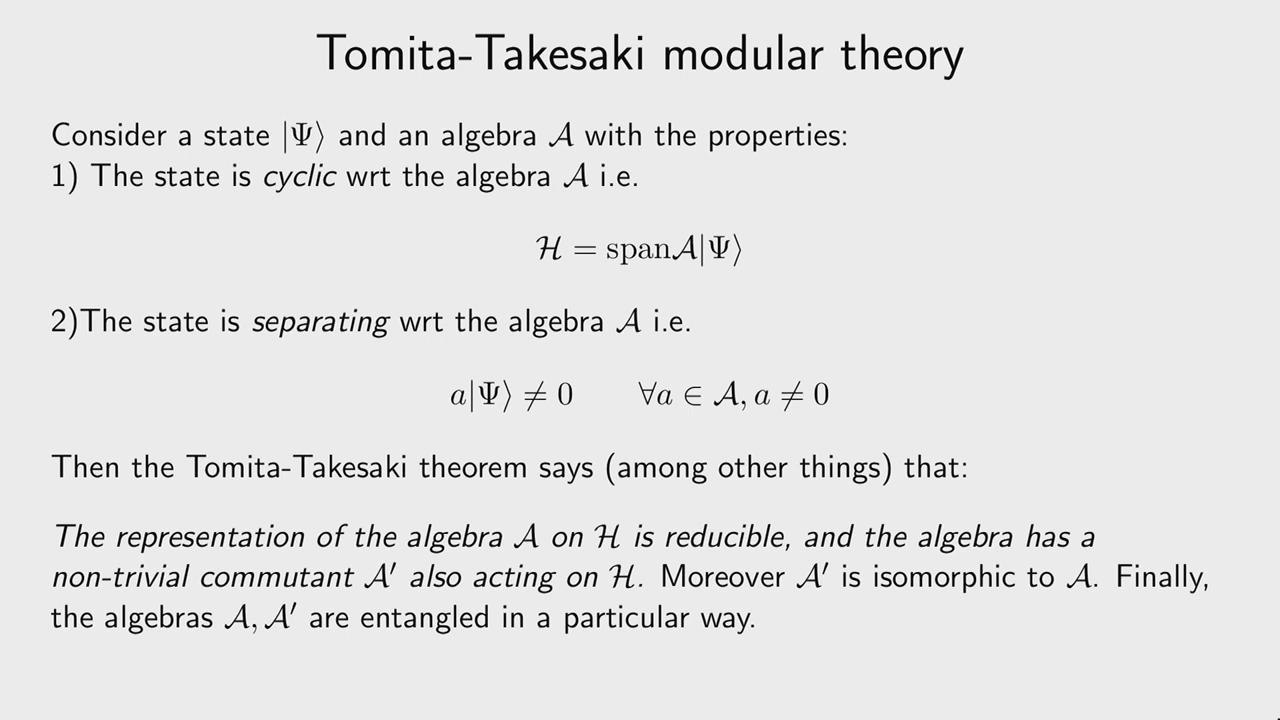 Tomita-Takesaki modular theory
Consider a state |Ψ⟩ and an algebra 𝒜 with the properties:
1) The state is cyclic wrt the algebra 𝒜 i.e.
ℋ = span𝒜|Ψ⟩
2)The state is separating wrt the algebra 𝒜 i.e.
a|Ψ⟩ ≠ 0 ∀a ∈ 𝒜, a ≠ 0
Then the Tomita-Takesaki theorem says (among other things) that:
The representation of the algebra 𝒜 on ℋ is reducible, and the algebra has a
non-trivial commutant 𝒜′ also acting on ℋ. Moreover 𝒜′ is isomorphic to 𝒜. Finally,
the algebras 𝒜, 𝒜′ are entangled in a particular way.